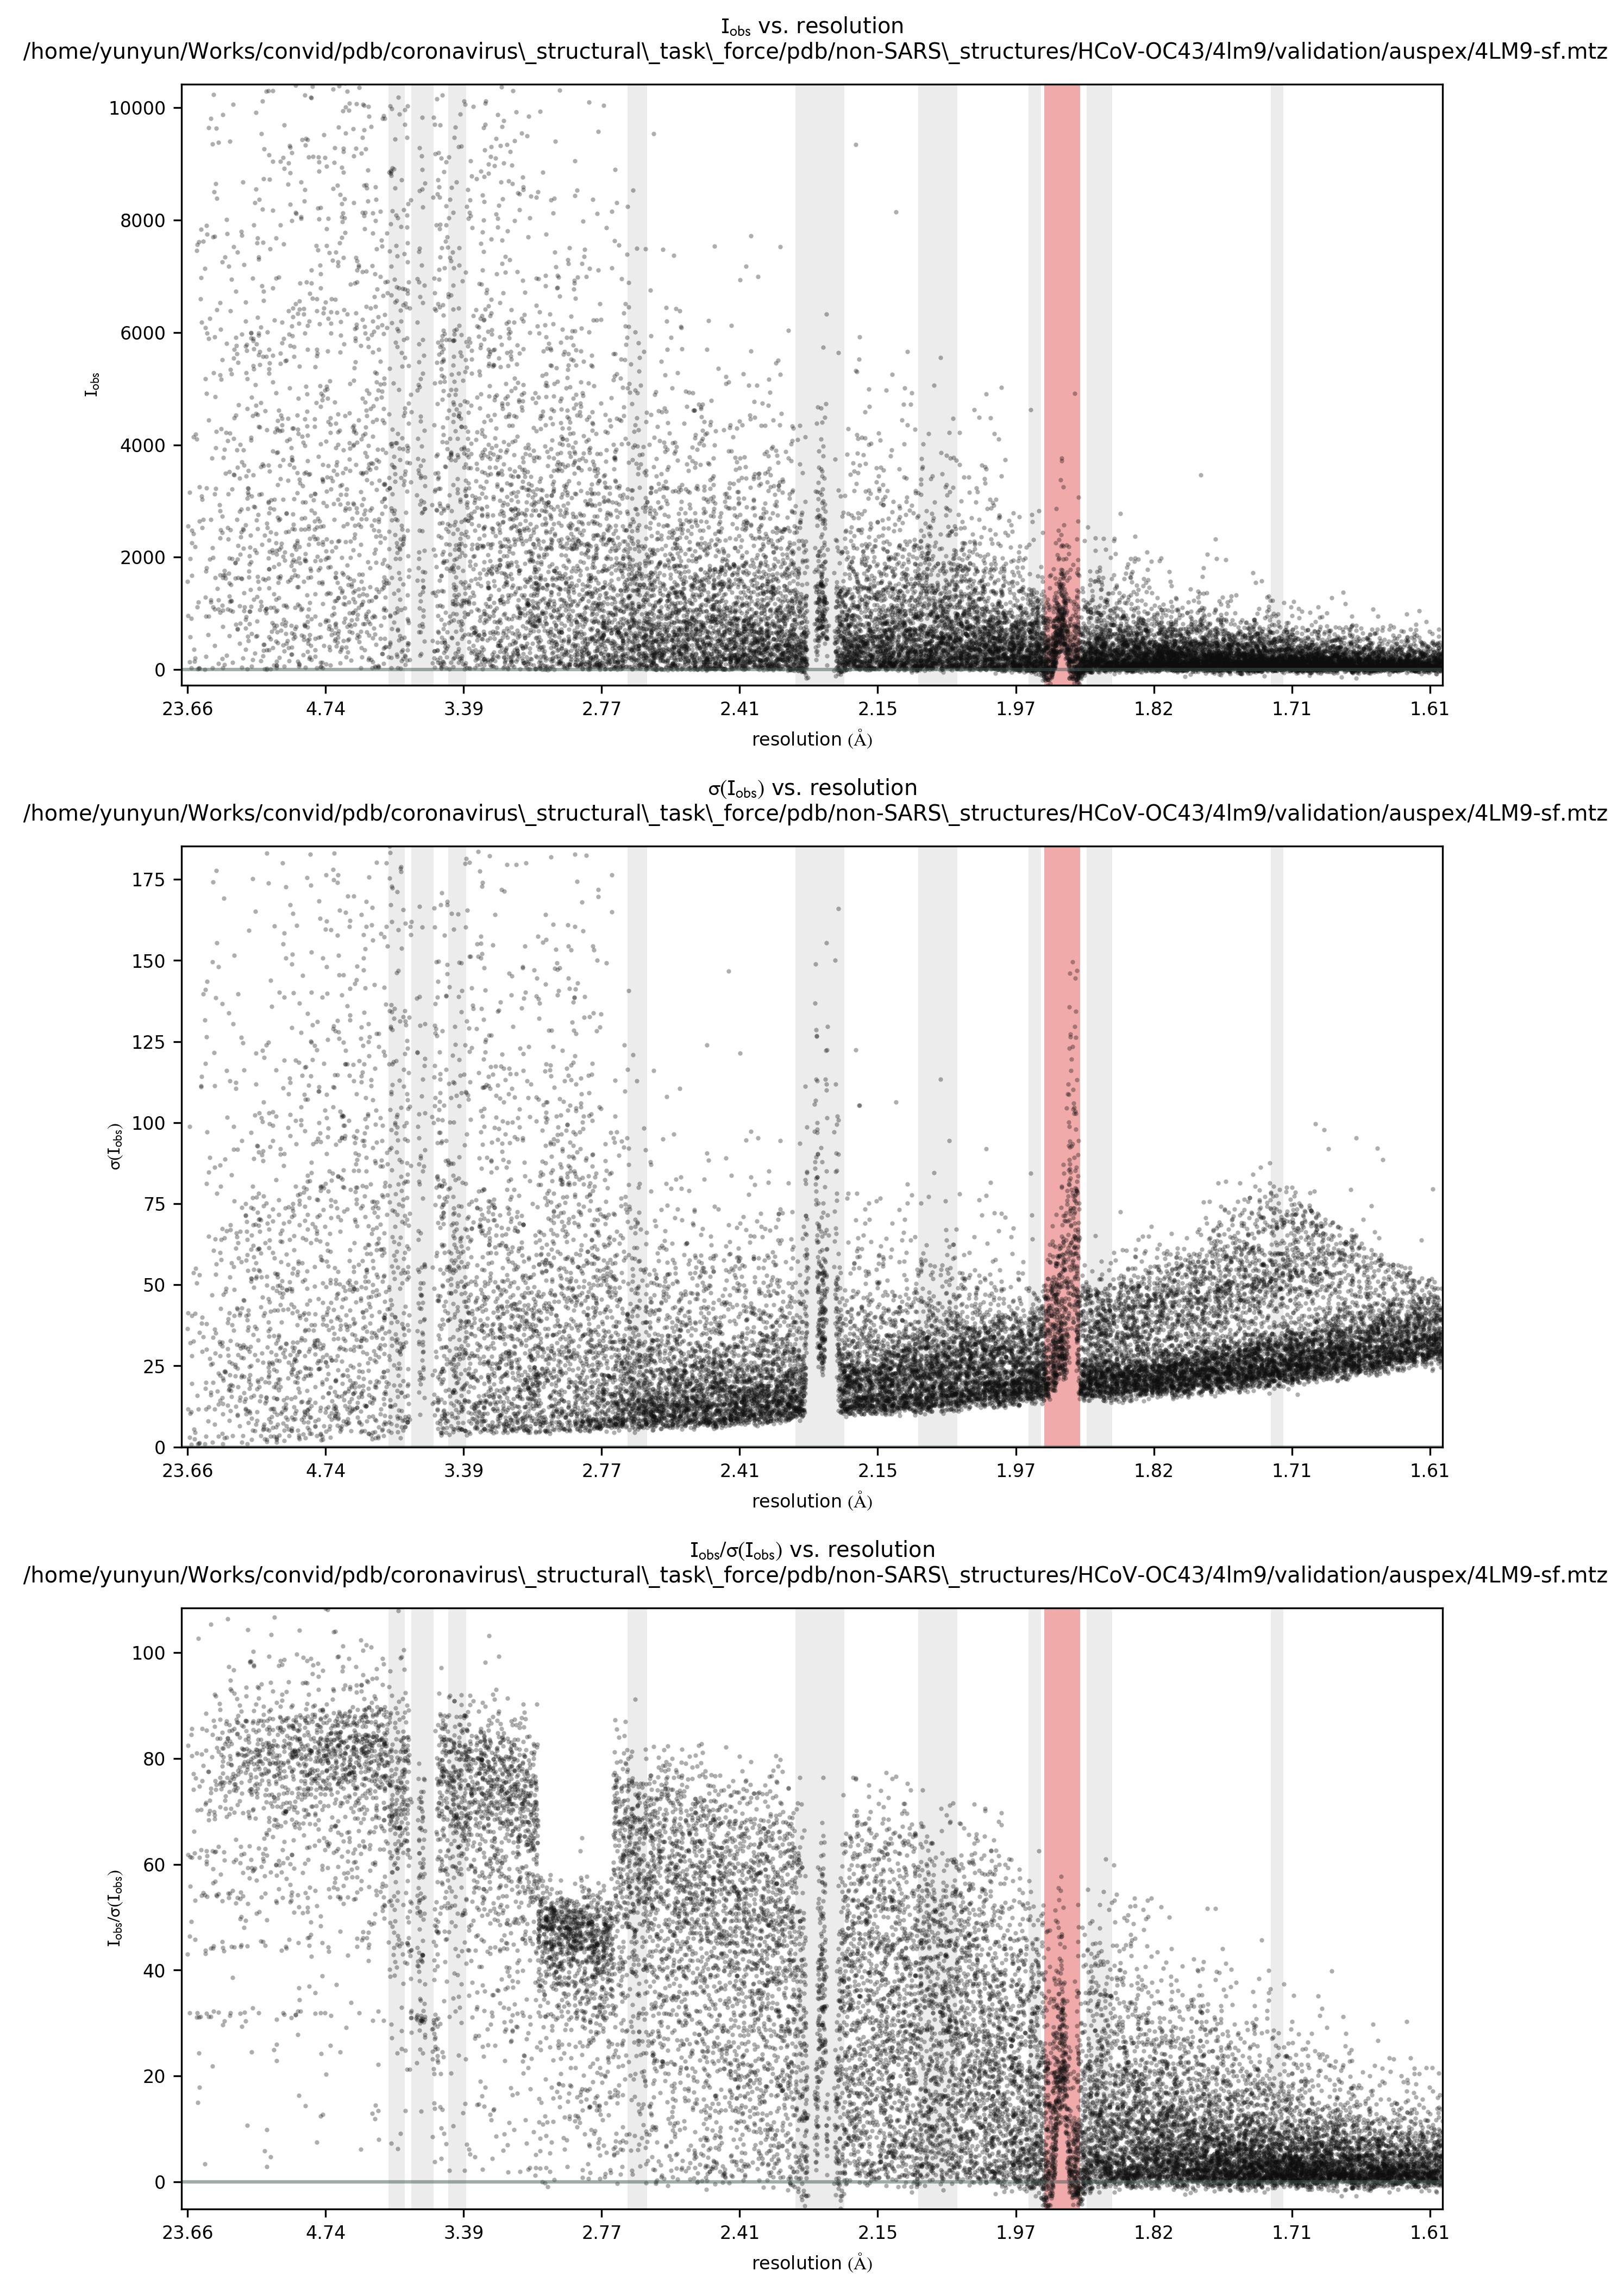 Iobs vs. resolution
/home/yunyun/Works/convid/pdb/coronavirus\_structural\_task\_force/pdb/non-SARS\_structures/HCoV-OC43/4lm9/validation/auspex/4LM9-sf.mtz
10000
8000
6000
4000
2000
0
Iobs
23.66 4.74 3.39 2.77 2.41 2.15 1.97 1.82 1.71 1.61
resolution (Å)
σ(Iobs) vs. resolution
/home/yunyun/Works/convid/pdb/coronavirus\_structural\_task\_force/pdb/non-SARS\_structures/HCoV-OC43/4lm9/validation/auspex/4LM9-sf.mtz
175
150
125
100
75
50
25
0
σ(Iobs)
23.66 4.74 3.39 2.77 2.41 2.15 1.97 1.82 1.71 1.61
resolution (Å)
Iobs/σ(Iobs) vs. resolution
/home/yunyun/Works/convid/pdb/coronavirus\_structural\_task\_force/pdb/non-SARS\_structures/HCoV-OC43/4lm9/validation/auspex/4LM9-sf.mtz
100
80
60
40
20
0
Iobs/σ(Iobs)
23.66 4.74 3.39 2.77 2.41 2.15 1.97 1.82 1.71 1.61
resolution (Å)